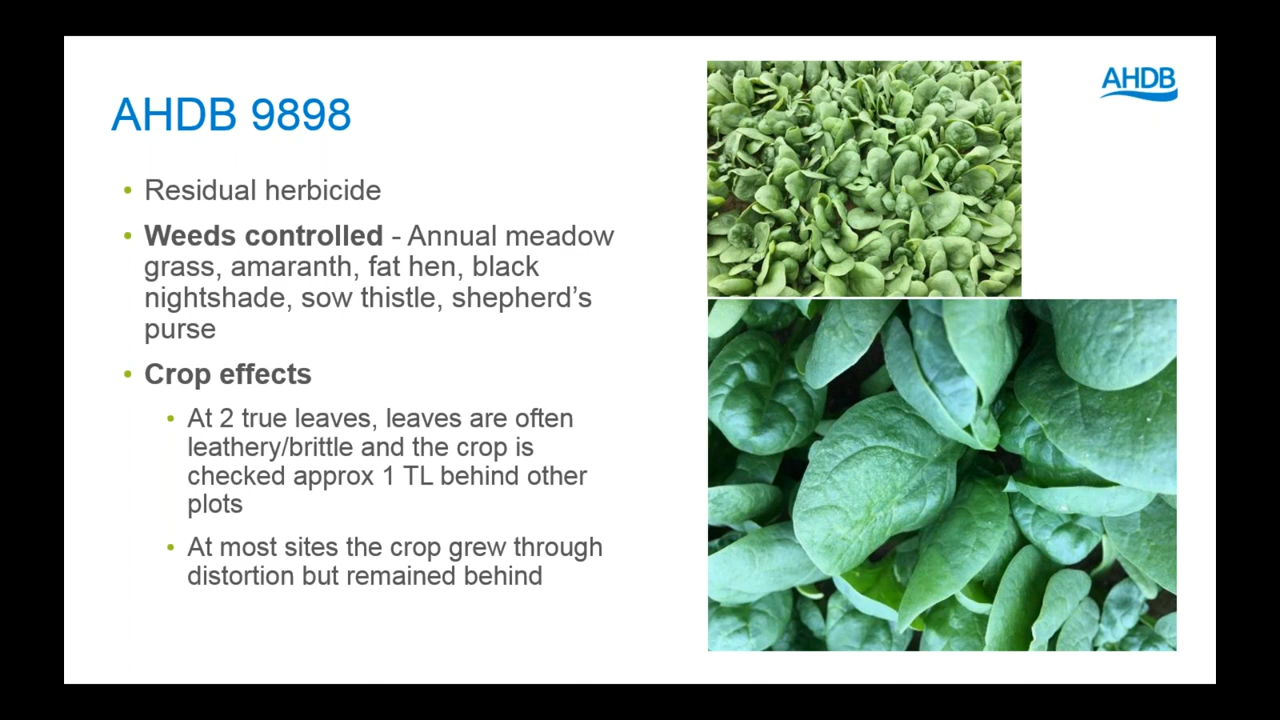 AHDB
AHDB 9898
• Residual herbicide
• Weeds controlled - Annual meadow
grass, amaranth, fat hen, black
nightshade, sow thistle, shepherd’s
purse
• Crop effects
• At 2 true leaves, leaves are often
leathery/brittle and the crop is
checked approx 1 TL behind other
plots
• At most sites the crop grew through
distortion but remained behind